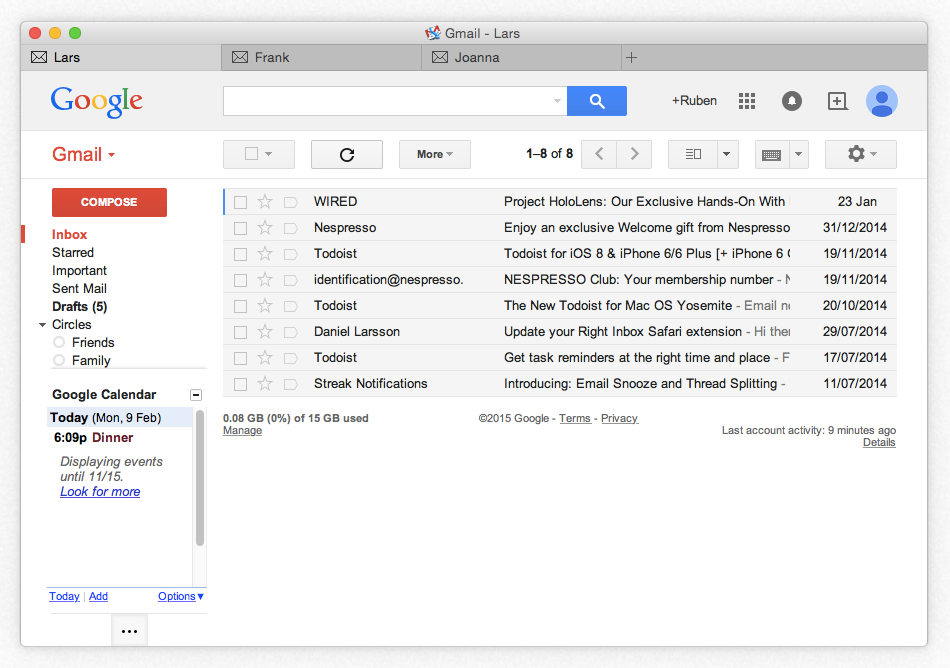 Gmail - Lars
Lars
Frank
Joanna
Google
+Ruben
Gmail
More
1–8 of 8
COMPOSE
Inbox
Starred
Important
Sent Mail
Drafts (5)
Circles
Friends
Family
WIRED Project HoloLens: Our Exclusive Hands-On With 23 Jan
Nespresso Enjoy an exclusive Welcome gift from Nespresso 31/12/2014
Todoist Todoist for iOS 8 & iPhone 6/6 Plus [+ iPhone 6 19/11/2014
identification@nespresso. NESPRESSO Club: Your membership number - 19/11/2014
Todoist The New Todoist for Mac OS Yosemite - Email 20/10/2014
Daniel Larsson Update your Right Inbox Safari extension - Hi 29/07/2014
Todoist Get task reminders at the right time and place - F 17/07/2014
Streak Notifications Introducing: Email Snooze and Thread Splitting - 11/07/2014
Google Calendar
Today (Mon, 9 Feb)
6:09p Dinner
Displaying events
until 11/15.
Look for more
Today | Add Options▼
0.08 GB (0%) of 15 GB used
Manage
©2015 Google - Terms - Privacy
Last account activity: 9 minutes ago
Details